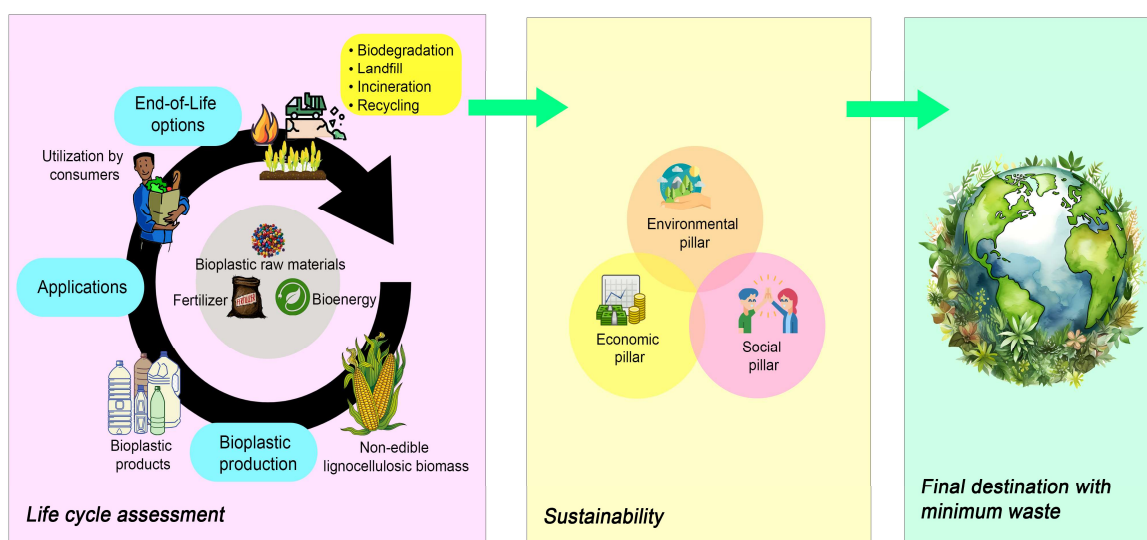 • Biodegradation
• Landfill
• Incineration
• Recycling
End-of-Life
options
Utilization by
consumers
Bioplastic raw materials
Fertilizer
Bioenergy
Applications
Bioplastic
products
Bioplastic
production
Non-edible
lignocellulosic biomass
Life cycle assessment
Environmental
pillar
Economic
pillar
Social
pillar
Sustainability
Final destination with
minimum waste